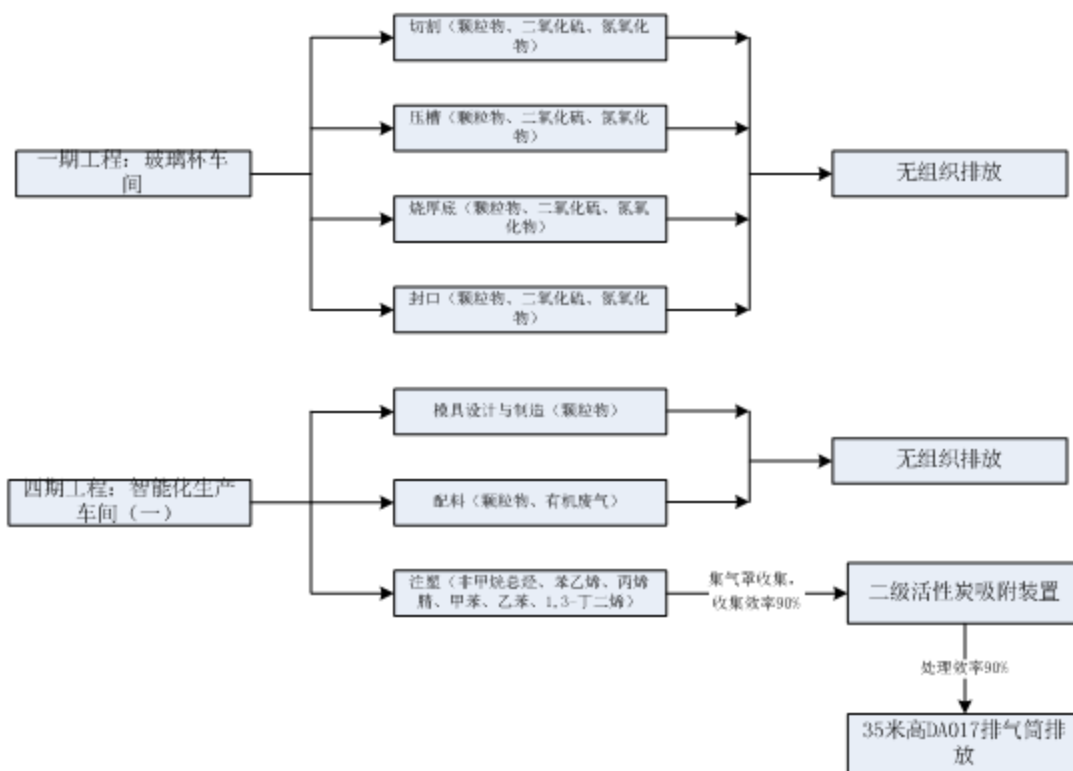 切割（颗粒物、二氧化硫、氮氧化
物）
压槽（颗粒物、二氧化硫、氮氧化
物）
一期工程：玻璃杯车
间
无组织排放
烧厚底（颗粒物、二氧化硫、氮氧
化物）
封口（颗粒物、二氧化硫、氮氧化
物）
模具设计与制造（颗粒物）
无组织排放
四期工程：智能化生产
车间（一）
配料（颗粒物、有机废气）
注塑（非甲烷总烃、苯乙烯、丙烯
腈、甲苯、乙苯、1,3-丁二烯）
集气罩收集，
收集效率90%
二级活性炭吸附装置
处理效率90%
35米高DA017排气筒排
放